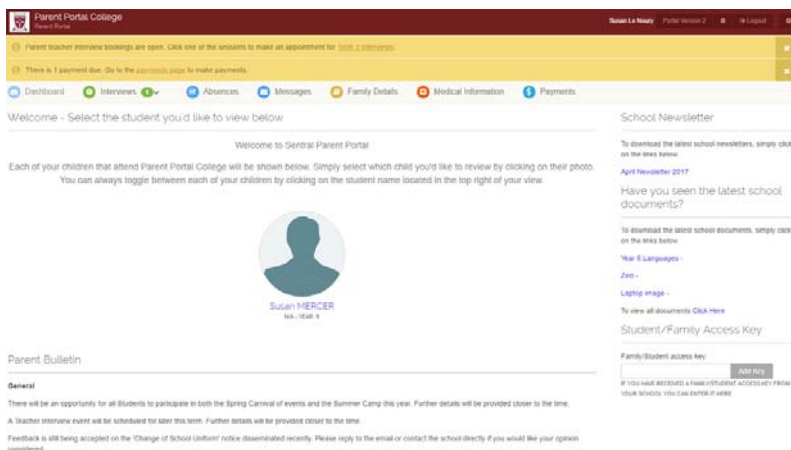 Parent Portal College
Parent Portal
Susan Le Noury Portal Version 2 Logout
Parent teacher interview bookings are open. Click one of the sessions to make an appointment for Term 2 Interviews.
There is 1 payment due. Go to the payments page to make payments.
Dashboard Interviews 1 Absences Messages Family Details Medical Information Payments
Welcome - Select the student you'd like to view below
Welcome to Sentral Parent Portal
Each of your children that attend Parent Portal College will be shown below. Simply select which child you'd like to review by clicking on their photo.
You can always toggle between each of your children by clicking on the student name located in the top right of your view.
Susan MERCER
N/A - YEAR: 9
Parent Bulletin
General
There will be an opportunity for all Students to participate in both the Spring Carnival of events and the Summer Camp this year. Further details will be provided closer to the time.
A Teacher Interview event will be scheduled for later this term. Further details will be provided closer to the time.
Feedback is still being accepted on the 'Change of School Uniform' notice disseminated recently. Please reply to the email or contact the school directly if you would like your opinion
considered.
School Newsletter
To download the latest school newsletters, simply click
on the links below.
April Newsletter 2017
Have you seen the latest school
documents?
To download the latest school documents, simply click
on the links below.
Year 6 Languages -
Zed -
Laptop image -
To view all documents Click Here
Student/Family Access Key
Family/Student access key
Add Key
IF YOU HAVE RECEIVED A FAMILY/STUDENT ACCESS KEY FROM
YOUR SCHOOL YOU CAN ENTER IT HERE